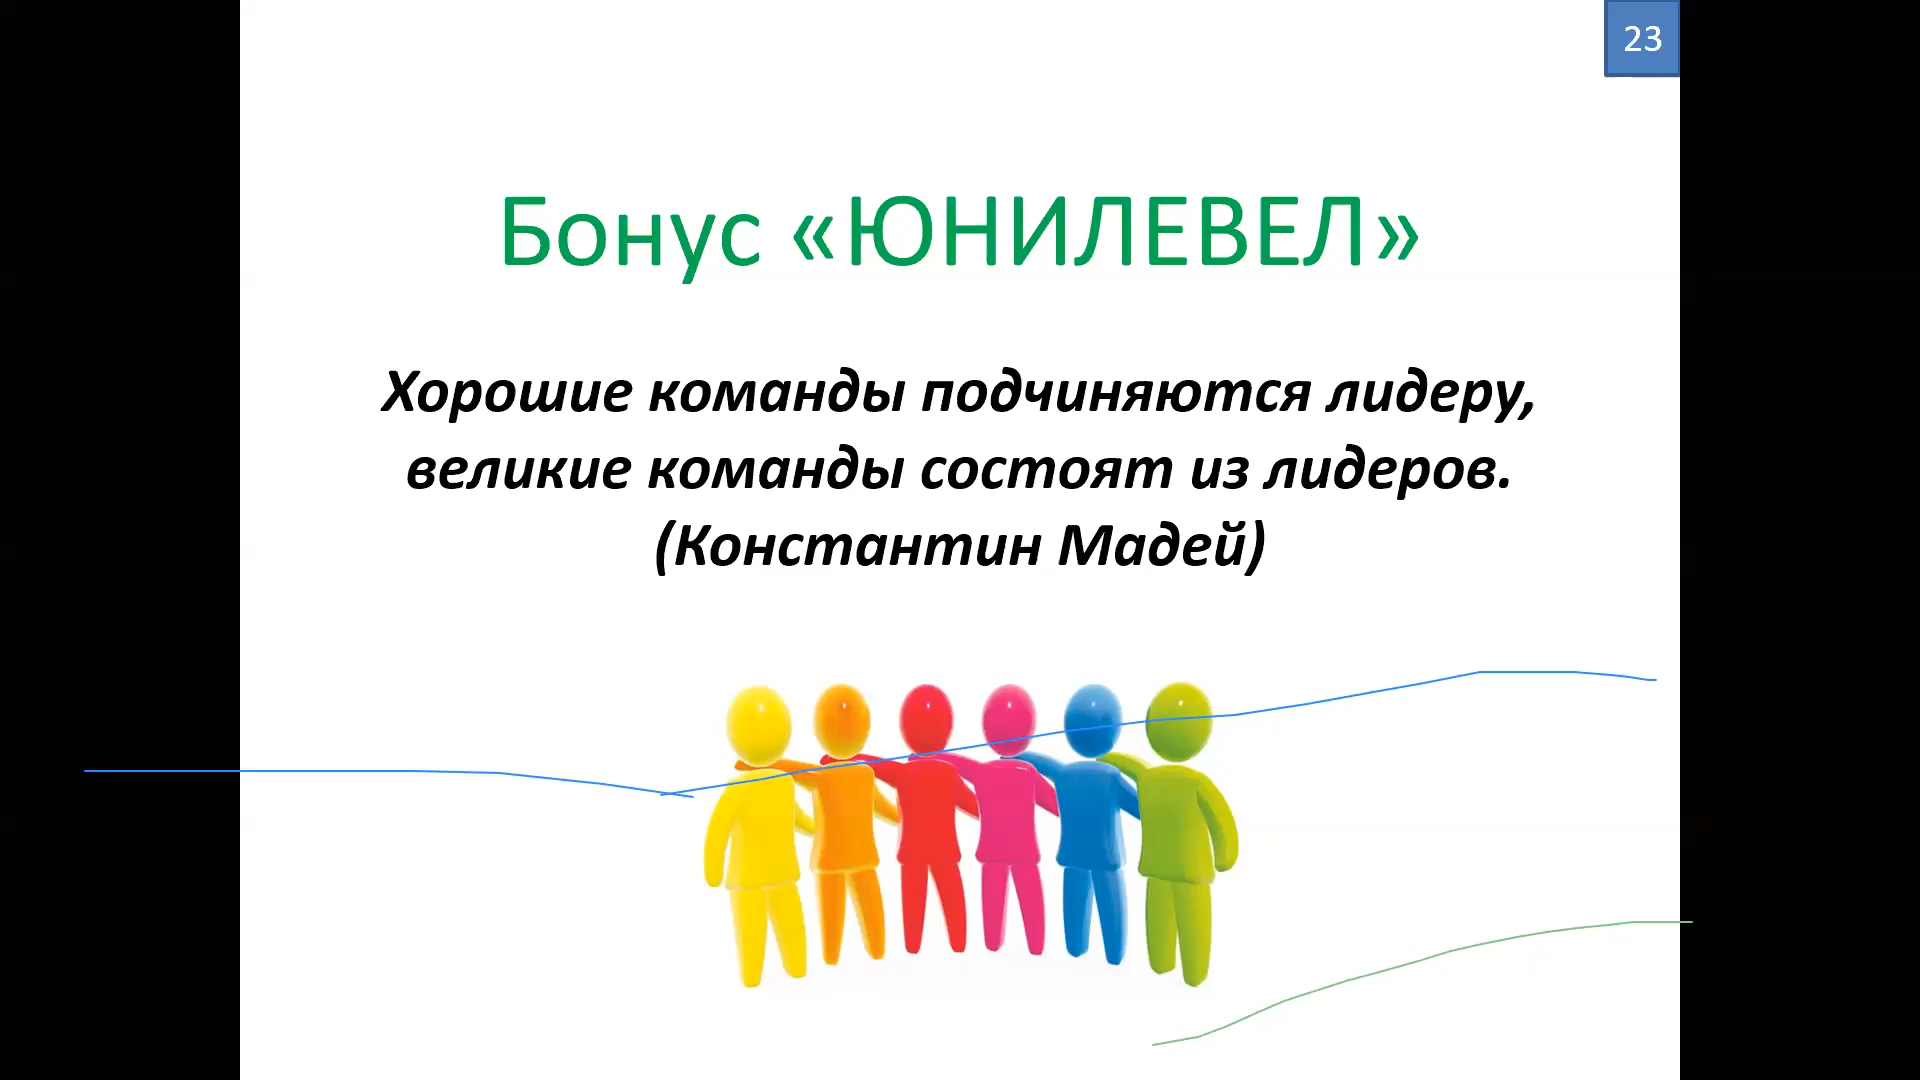 23
Бонус «ЮНИЛЕВЕЛ»
Хорошие команды подчиняются лидеру,
великие команды состоят из лидеров.
(Константин Мадей)